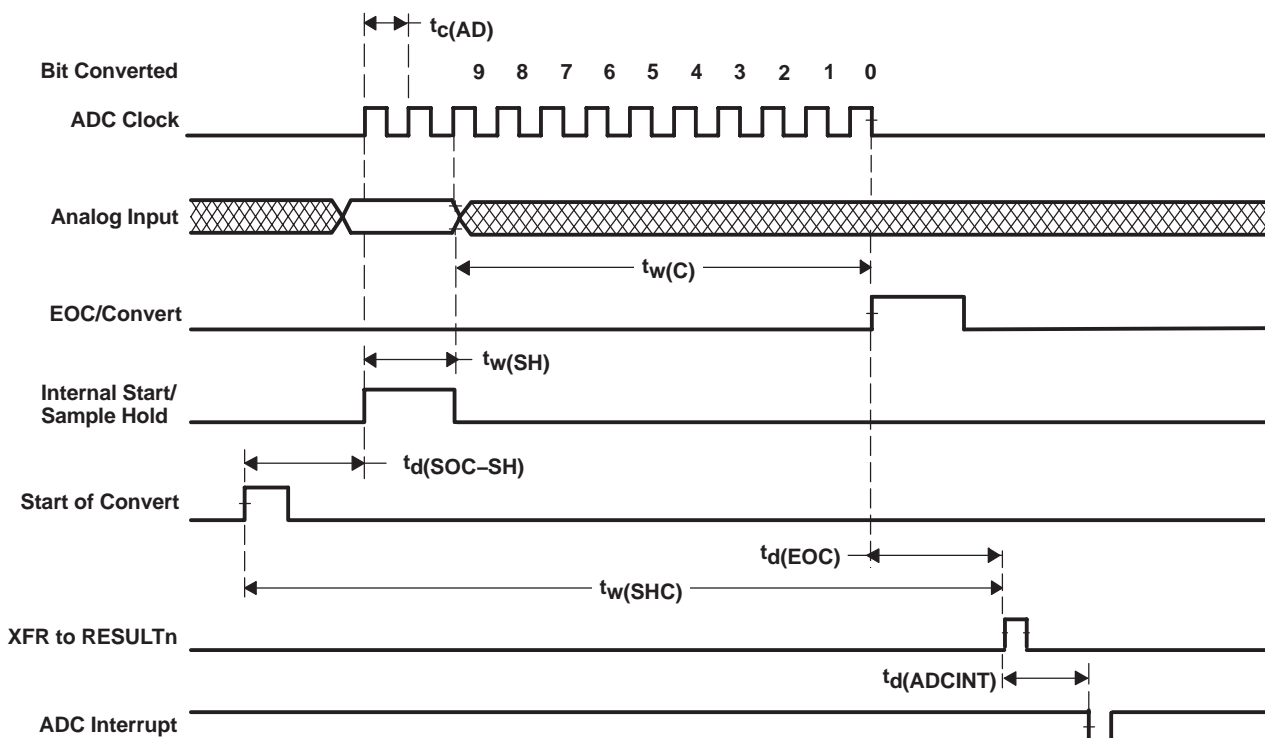 tc(AD)
Bit Converted
9 8 7 6 5 4 3 2 1 0
ADC Clock
Analog Input
tw(C)
EOC/Convert
tw(SH)
Internal Start/
Sample Hold
td(SOC–SH)
Start of Convert
td(EOC)
tw(SHC)
XFR to RESULTn
td(ADCINT)
ADC Interrupt